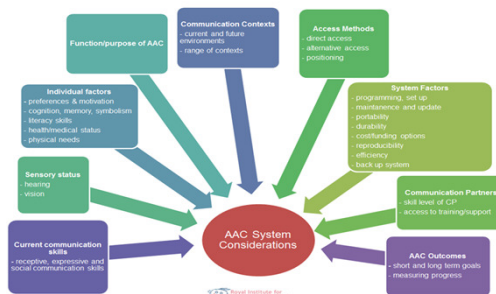 Communication Contexts
- current and future
environments
- range of contexts
Function/purpose of AAC
Access Methods
- direct access
- alternative access
- positioning
Individual factors
- preferences & motivation
- cognition, memory, symbolism
- literacy skills
- health/medical status
- physical needs
System Factors
- programming, set up
- maintanence and update
- portability
- durability
- cost/funding options
- reproducibility
- efficiency
- back up system
Sensory status
- hearing
- vision
Communication Partners
- skill level of CP
- access to training/support
Current communication
skills
- receptive, expressive and
social communication skills
AAC System
Considerations
AAC Outcomes
- short and long term goals
- measuring progress
Royal Institute for